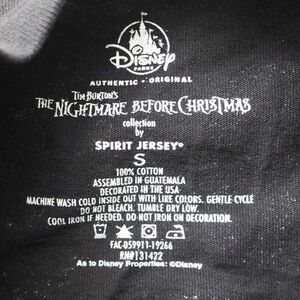 Disney
PARKS
AUTHENTIC • ORIGINAL
TIM BURTON'S
THE NIGHTMARE BEFORE CHRISTMAS
collection
by
SPIRIT JERSEY®
S
100% COTTON
ASSEMBLED IN GUATEMALA
DECORATED IN THE USA
MACHINE WASH COLD INSIDE OUT WITH LIKE COLORS. GENTLE CYCLE
DO NOT BLEACH. TUMBLE DRY LOW
COOL IRON IF NEEDED. DO NOT IRON ON DECORATION.
FAC-059911-19266
RN#131422
As to Disney Properties: ©Disney